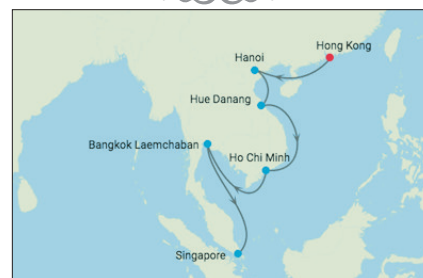 Hong Kong
Hanoi
Hue Danang
Bangkok Laemchaban
Ho Chi Minh
Singapore